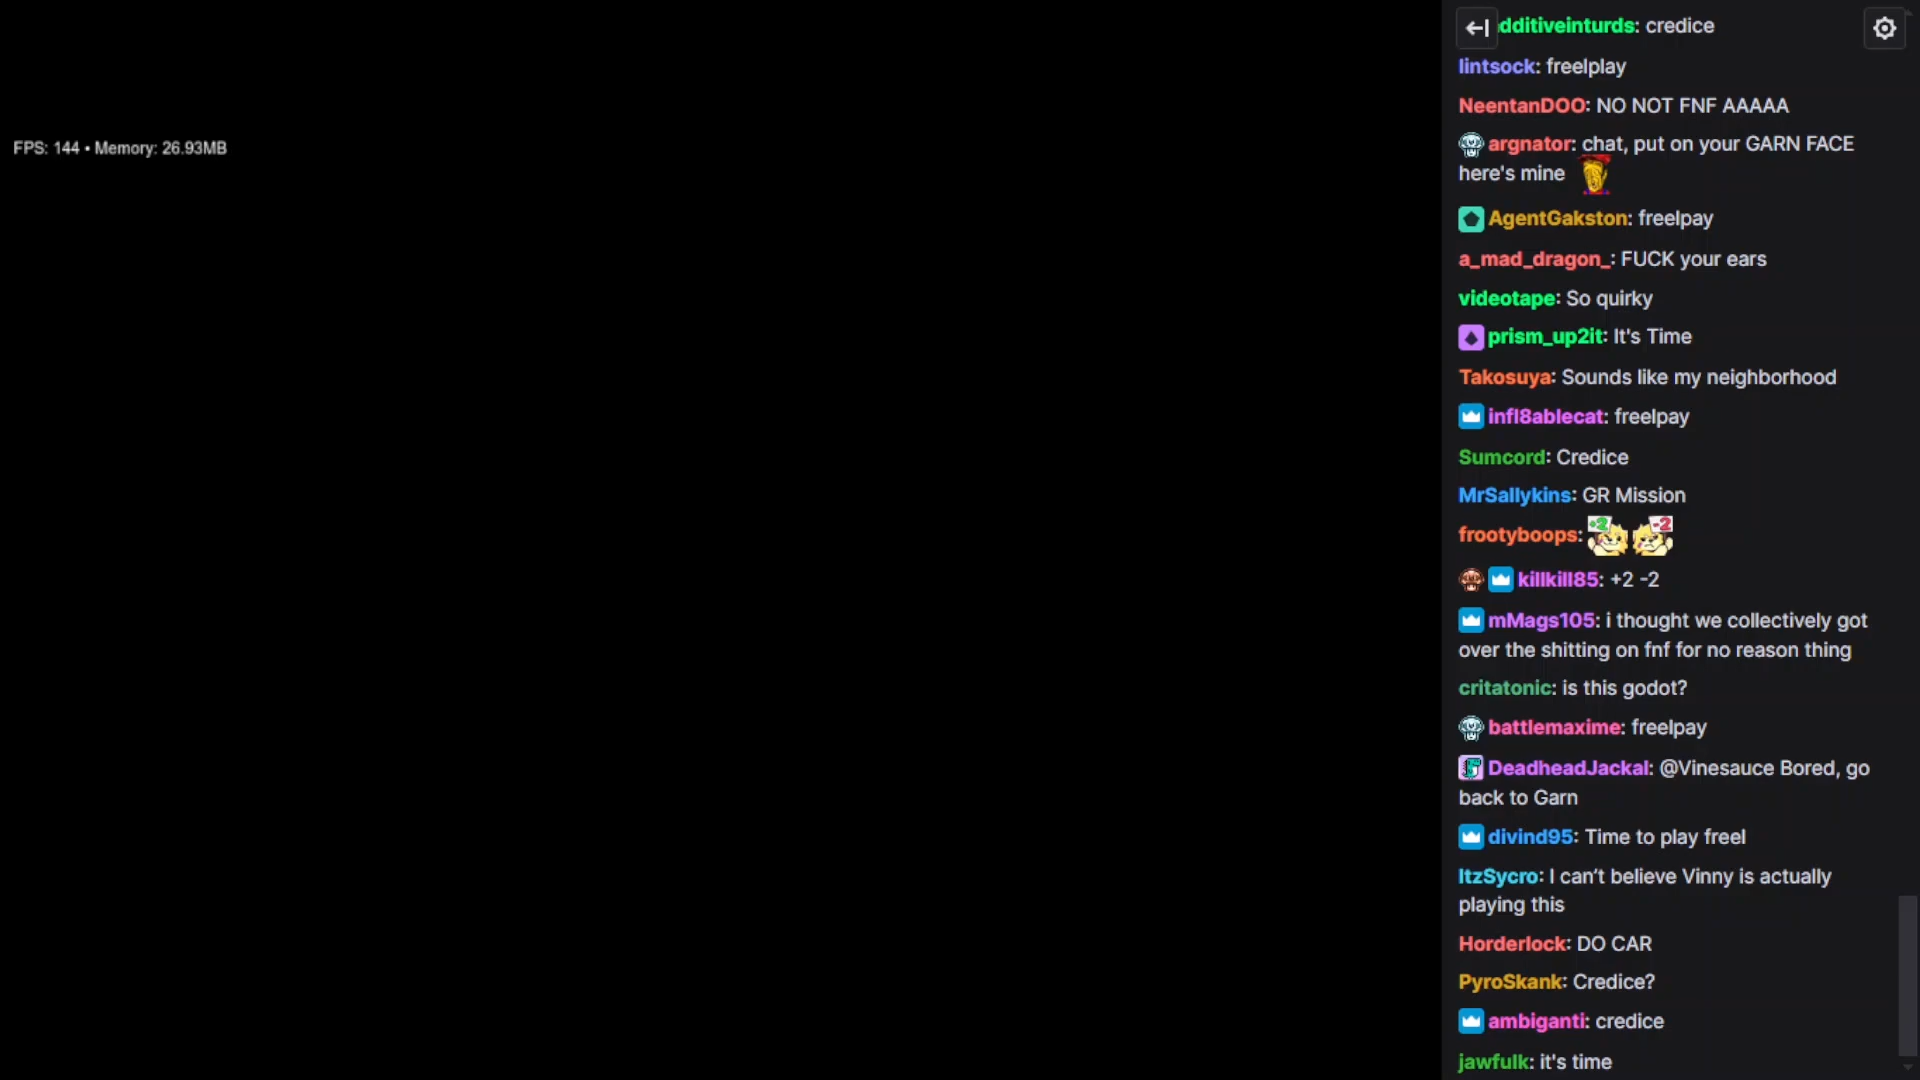 FPS: 144 • Memory: 26.93MB
dditiveinturds: credice
lintsock: freelplay
NeentanDOO: NO NOT FNF AAAAA
argnator: chat, put on your GARN FACE
here's mine
AgentGakston: freelpay
a_mad_dragon_: FUCK your ears
videotape: So quirky
prism_up2it: It's Time
Takosuya: Sounds like my neighborhood
infl8ablecat: freelpay
Sumcord: Credice
MrSallykins: GR Mission
frootyboops: +2 -2
killkill85: +2 -2
mMags105: i thought we collectively got
over the shitting on fnf for no reason thing
critatonic: is this godot?
battlemaxime: freelpay
DeadheadJackal: @Vinesauce Bored, go
back to Garn
divind95: Time to play freel
ItzSycro: I can’t believe Vinny is actually
playing this
Horderlock: DO CAR
PyroSkank: Credice?
ambiganti: credice
jawfulk: it's time